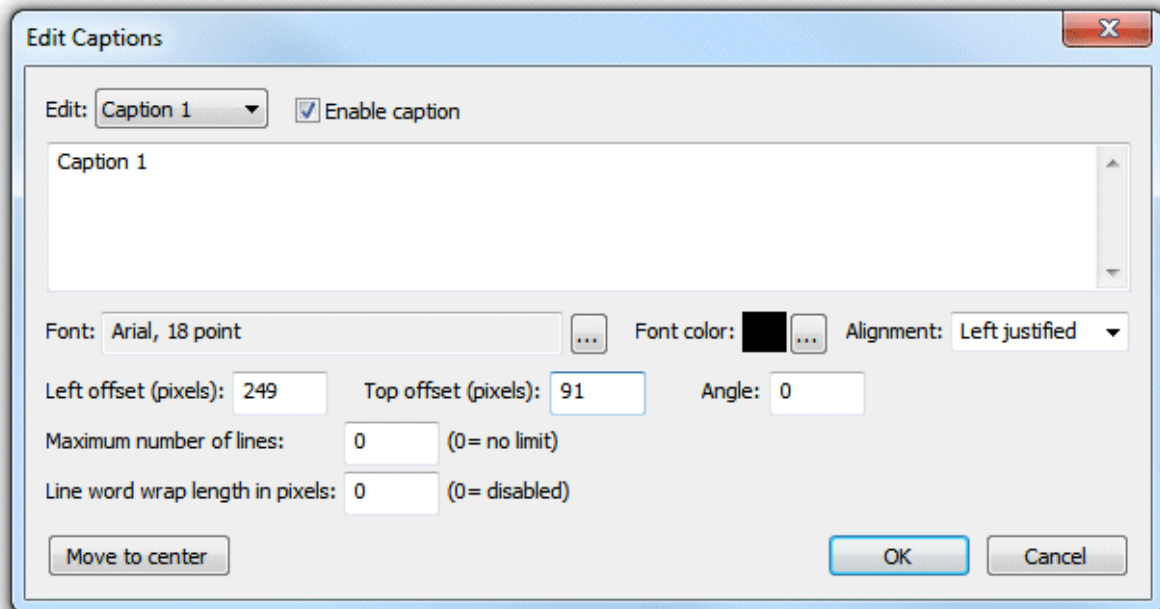 Edit Captions
Edit: Caption 1 Enable caption
Caption 1
Font: Arial, 18 point ... Font color: ... Alignment: Left justified
Left offset (pixels): 249 Top offset (pixels): 91 Angle: 0
Maximum number of lines: 0 (0= no limit)
Line word wrap length in pixels: 0 (0= disabled)
Move to center OK Cancel